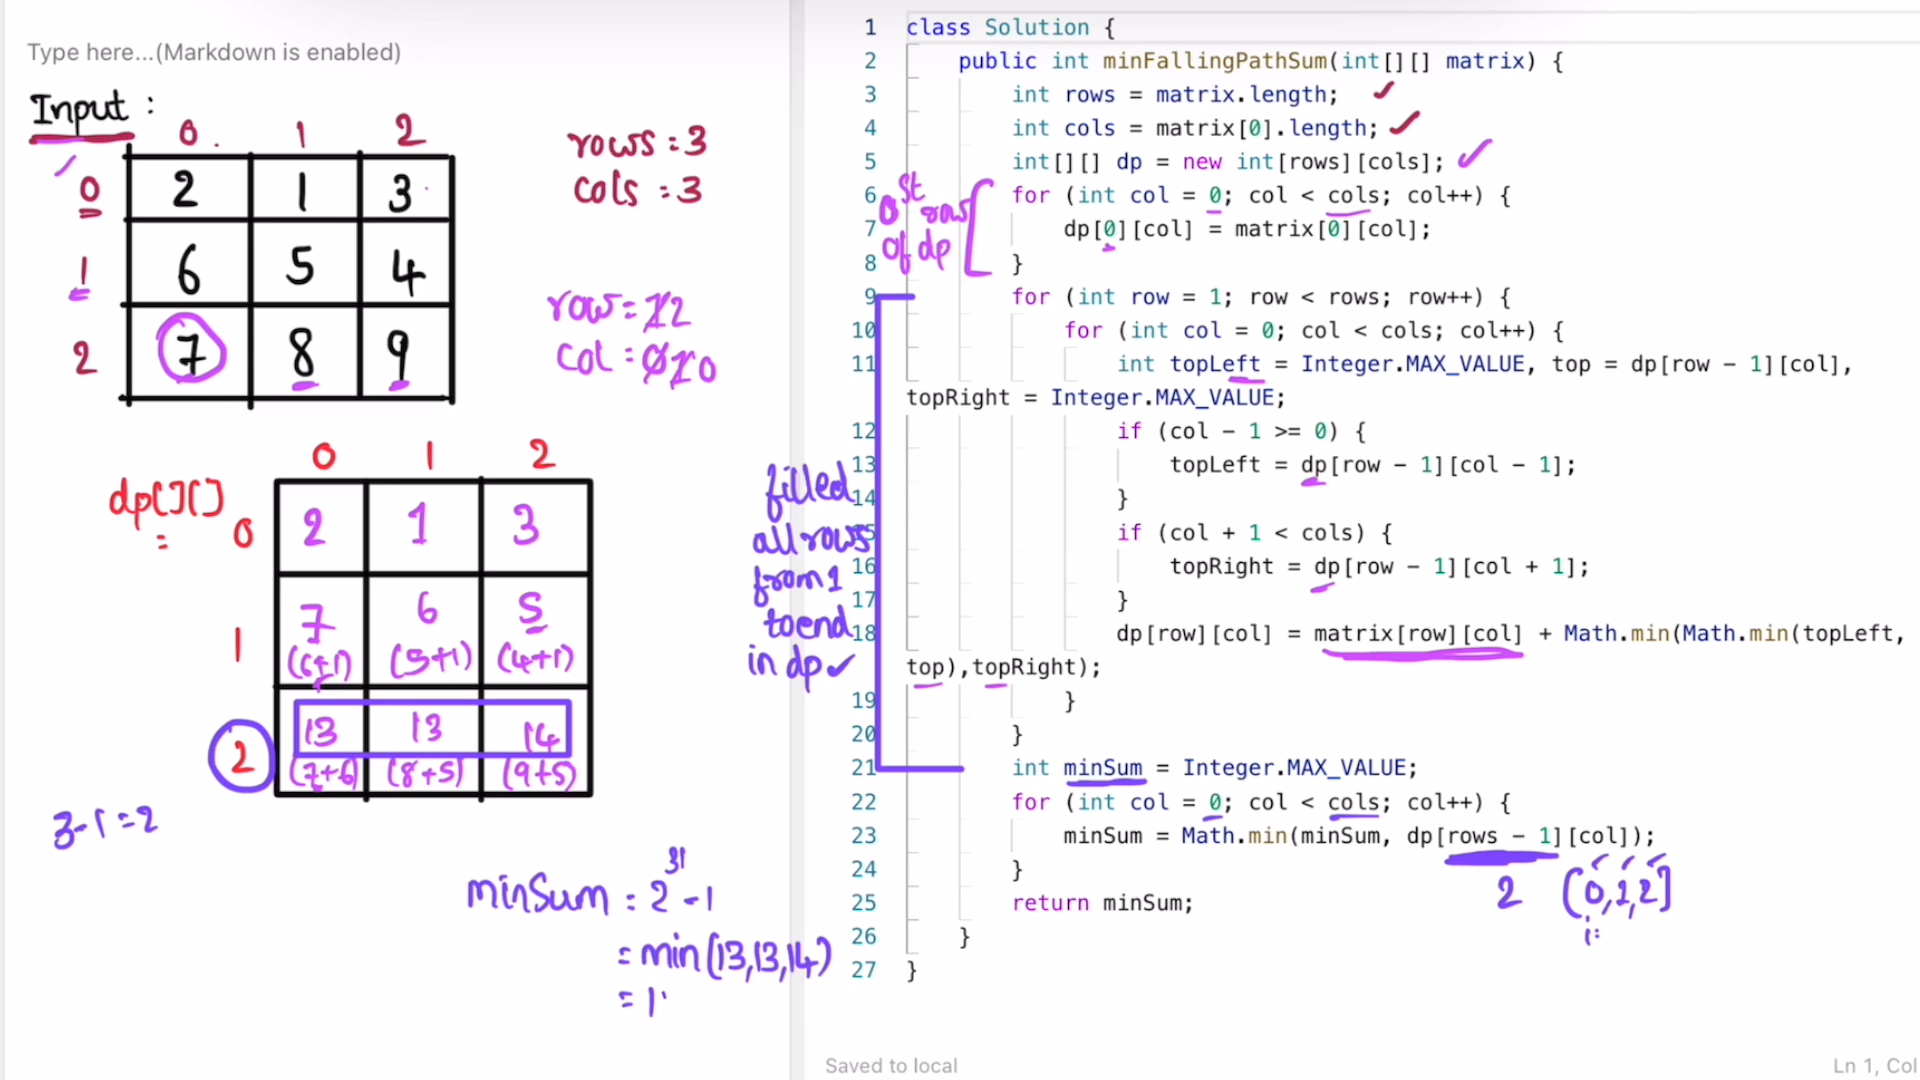 Type here...(Markdown is enabled)
Input :
0 1 2
0 2 1 3
1 6 5 4
2 7 8 9
rows = 3
cols = 3
row = 1 2
col = 0 1 0
dp[][]
0 1 2
0 2 1 3
1 7 6 5
(6+1) (5+1) (4+1)
2 13 13 14
(7+6) (8+5) (9+5)
3-1=2
minSum = 2^31 -1
= min(13,13,14)
= 1
0st row
of dp
filled
all rows
from 1
to end
in dp
1 class Solution {
2 public int minFallingPathSum(int[][] matrix) {
3 int rows = matrix.length;
4 int cols = matrix[0].length;
5 int[][] dp = new int[rows][cols];
6 for (int col = 0; col < cols; col++) {
7 dp[0][col] = matrix[0][col];
8 }
9 for (int row = 1; row < rows; row++) {
10 for (int col = 0; col < cols; col++) {
11 int topLeft = Integer.MAX_VALUE, top = dp[row - 1][col],
topRight = Integer.MAX_VALUE;
12 if (col - 1 >= 0) {
13 topLeft = dp[row - 1][col - 1];
14 }
15 if (col + 1 < cols) {
16 topRight = dp[row - 1][col + 1];
17 }
18 dp[row][col] = matrix[row][col] + Math.min(Math.min(topLeft,
top),topRight);
19 }
20 }
21 int minSum = Integer.MAX_VALUE;
22 for (int col = 0; col < cols; col++) {
23 minSum = Math.min(minSum, dp[rows - 1][col]);
24 }
25 return minSum;
26 }
27 }
2 (0,1,2]
Saved to local
Ln 1, Col